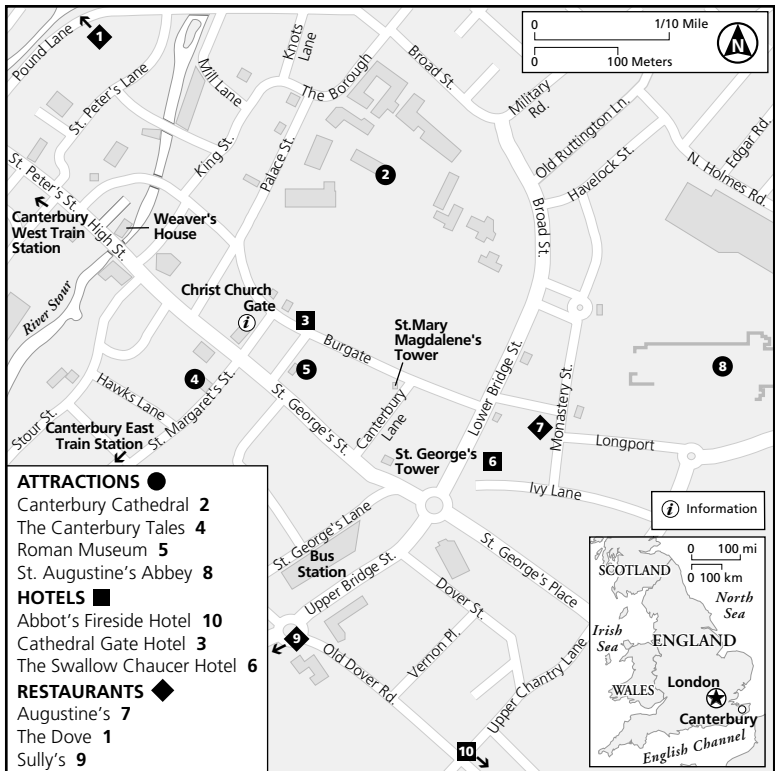 0 1/10 Mile
0 100 Meters
N
1
Pound Lane
Knots
Lane
Mill Lane
The Borough
Broad St.
Military
Rd.
St. Peter's Lane
King St.
Palace St.
2
Old Ruttington Ln.
Edgar Rd.
Havelock St.
N. Holmes Rd.
St. Peter's St.
Canterbury
West Train
Station
High St.
Weaver's
House
Broad St.
River Stour
Christ Church
Gate
i
3
Burgate
St.Mary
Magdalene's
Tower
4
5
8
Hawks Lane
Stour St.
St. Margaret's St.
St. George's St.
Canterbury
Lane
Lower Bridge St.
Monastery St.
7
Longport
Canterbury East
Train Station
St. George's
Tower
6
Ivy Lane
i Information
St. George's Lane
Bus
Station
Upper Bridge St.
St. George's Place
Dover St.
9
Old Dover Rd.
Vernon Pl.
Upper Chantry Lane
10
ATTRACTIONS
Canterbury Cathedral 2
The Canterbury Tales 4
Roman Museum 5
St. Augustine's Abbey 8
HOTELS
Abbot's Fireside Hotel 10
Cathedral Gate Hotel 3
The Swallow Chaucer Hotel 6
RESTAURANTS
Augustine's 7
The Dove 1
Sully's 9
0 100 mi
0 100 km
SCOTLAND
North
Sea
Irish
Sea
ENGLAND
WALES
London
Canterbury
English Channel